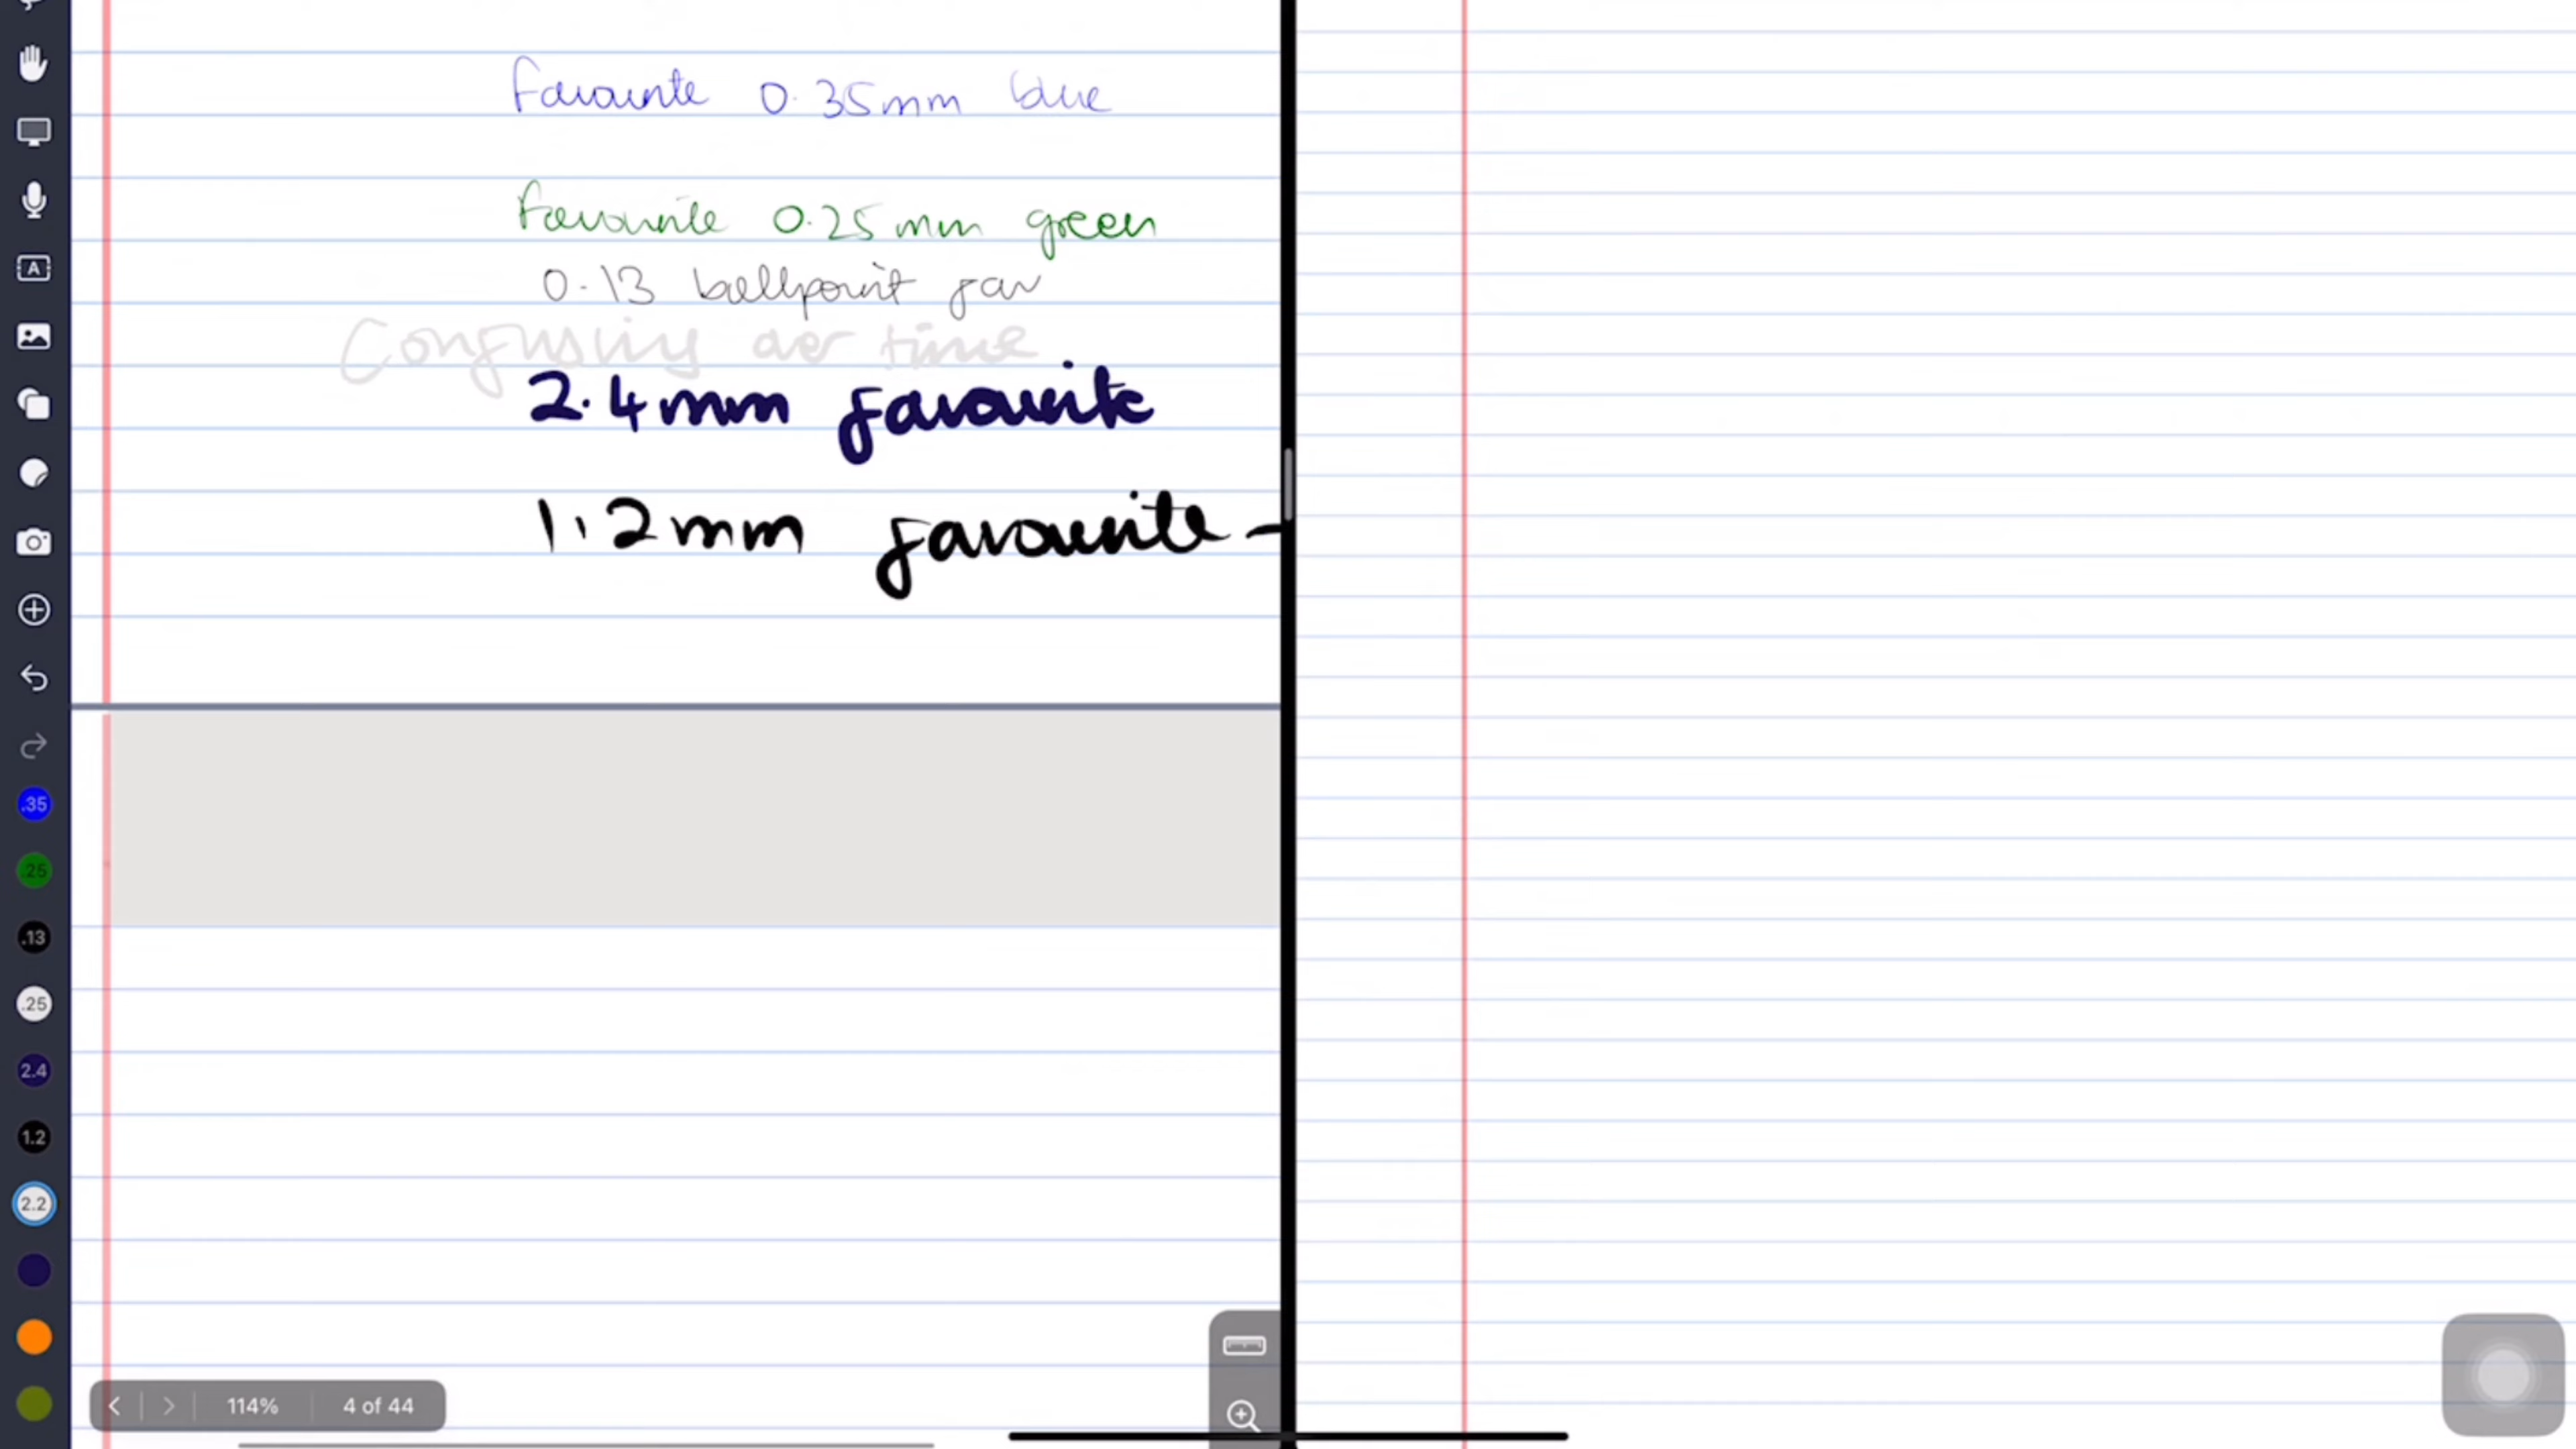 Favourite 0.35mm blue
Favourite 0.25mm green
0.13 ballpoint fav
Confusing over time
2.4mm favourite
1.2mm favourite -
.35
.25
.13
.25
2.4
1.2
2.2
114%
4 of 44
A